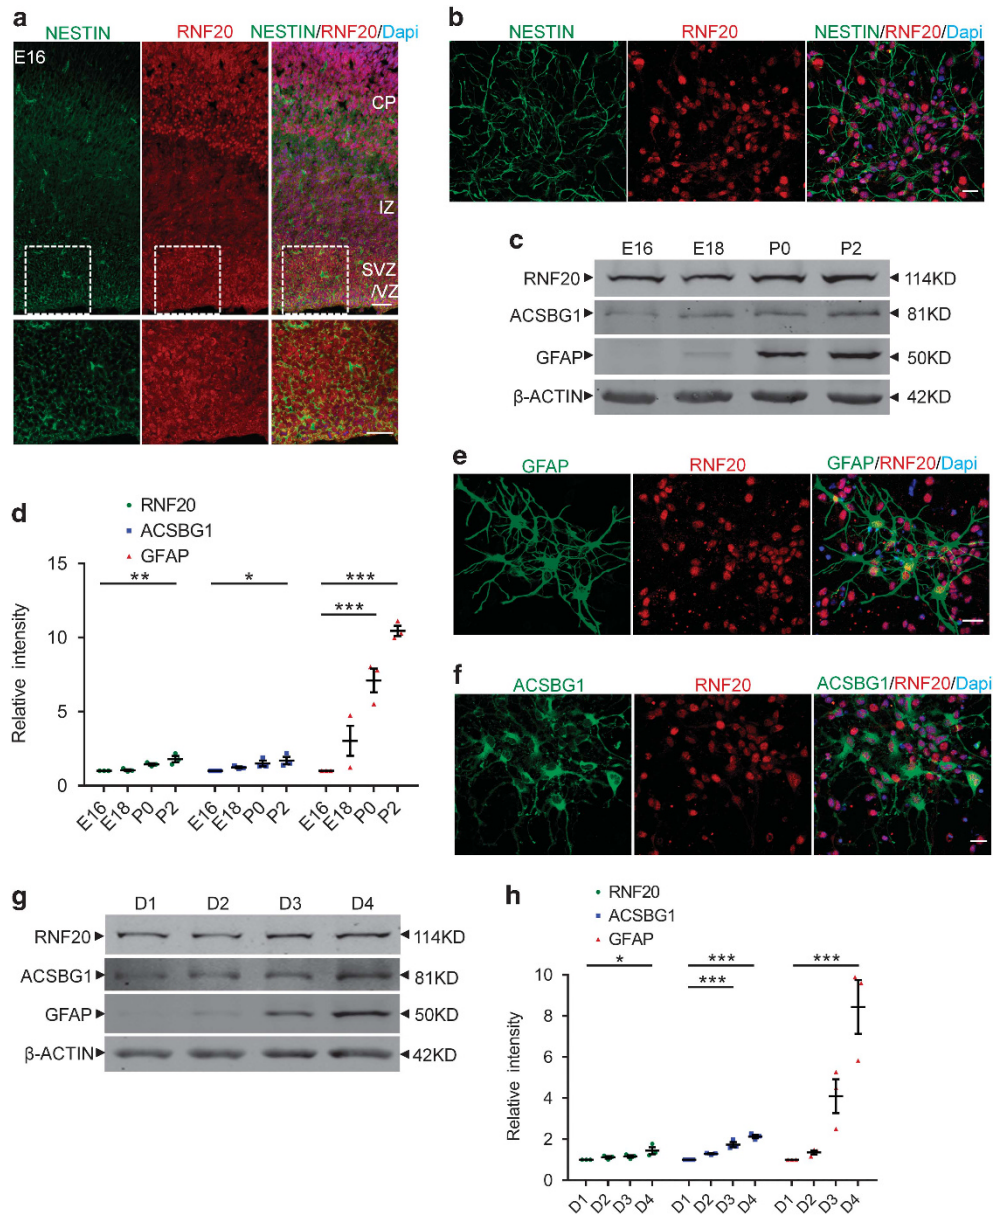 a
NESTIN RNF20 NESTIN/RNF20/Dapi
E16
CP
IZ
SVZ
/VZ
b
NESTIN RNF20 NESTIN/RNF20/Dapi
c
E16 E18 P0 P2
RNF20 114KD
ACSBG1 81KD
GFAP 50KD
β-ACTIN 42KD
d
RNF20
ACSBG1
GFAP
Relative intensity
15
10
5
0
** * ***
***
E16 E18 P0 P2 E16 E18 P0 P2 E16 E18 P0 P2
e
GFAP RNF20 GFAP/RNF20/Dapi
f
ACSBG1 RNF20 ACSBG1/RNF20/Dapi
g
D1 D2 D3 D4
RNF20 114KD
ACSBG1 81KD
GFAP 50KD
β-ACTIN 42KD
h
RNF20
ACSBG1
GFAP
Relative intensity
10
8
6
4
2
0
* *** ***
***
D1 D2 D3 D4 D1 D2 D3 D4 D1 D2 D3 D4